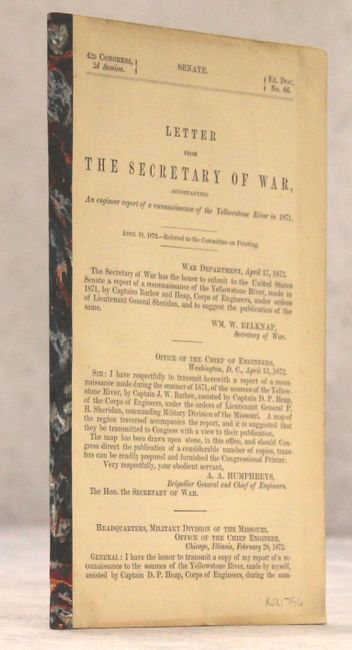 42D CONGRESS,
2d Session.
SENATE.
EX. DOC.
No. 66.
LETTER
FROM
THE SECRETARY OF WAR,
ACCOMPANYING
An engineer report of a reconnaissance of the Yellowstone River in 1871.
APRIL 18, 1872.—Referred to the Committee on Printing.
WAR DEPARTMENT, April 17, 1872.
The Secretary of War has the honor to submit to the United States
Senate a report of a reconnaissance of the Yellowstone River, made in
1871, by Captains Barlow and Heap, Corps of Engineers, under orders
of Lieutenant General Sheridan, and to suggest the publication of the
same.
WM. W. BELKNAP,
Secretary of War.
OFFICE OF THE CHIEF OF ENGINEERS,
Washington, D. C., April 13, 1872.
SIR: I have respectfully to transmit herewith a report of a recon-
naissance made during the summer of 1871, of the sources of the Yellow-
stone River, by Captain J. W. Barlow, assisted by Captain D. P. Heap,
of the Corps of Engineers, under the orders of Lieutenant General P.
H. Sheridan, commanding Military Division of the Missouri. A map of
the region traversed accompanies the report, and it is suggested that
they be transmitted to Congress with a view to their publication.
The map has been drawn upon stone, in this office, and should Con-
gress direct the publication of a considerable number of copies, trans-
fers can be readily prepared and furnished the Congressional Printer.
Very respectfully, your obedient servant,
A. A. HUMPHREYS,
Brigadier General and Chief of Engineers.
The Hon. the SECRETARY OF WAR.
HEADQUARTERS, MILITARY DIVISION OF THE MISSOURI,
OFFICE OF THE CHIEF ENGINEER,
Chicago, Illinois, February 28, 1872.
GENERAL: I have the honor to transmit a copy of my report of a re-
connaissance to the sources of the Yellowstone River, made by myself,
assisted by Captain D. P. Heap, Corps of Engineers, during the sum-